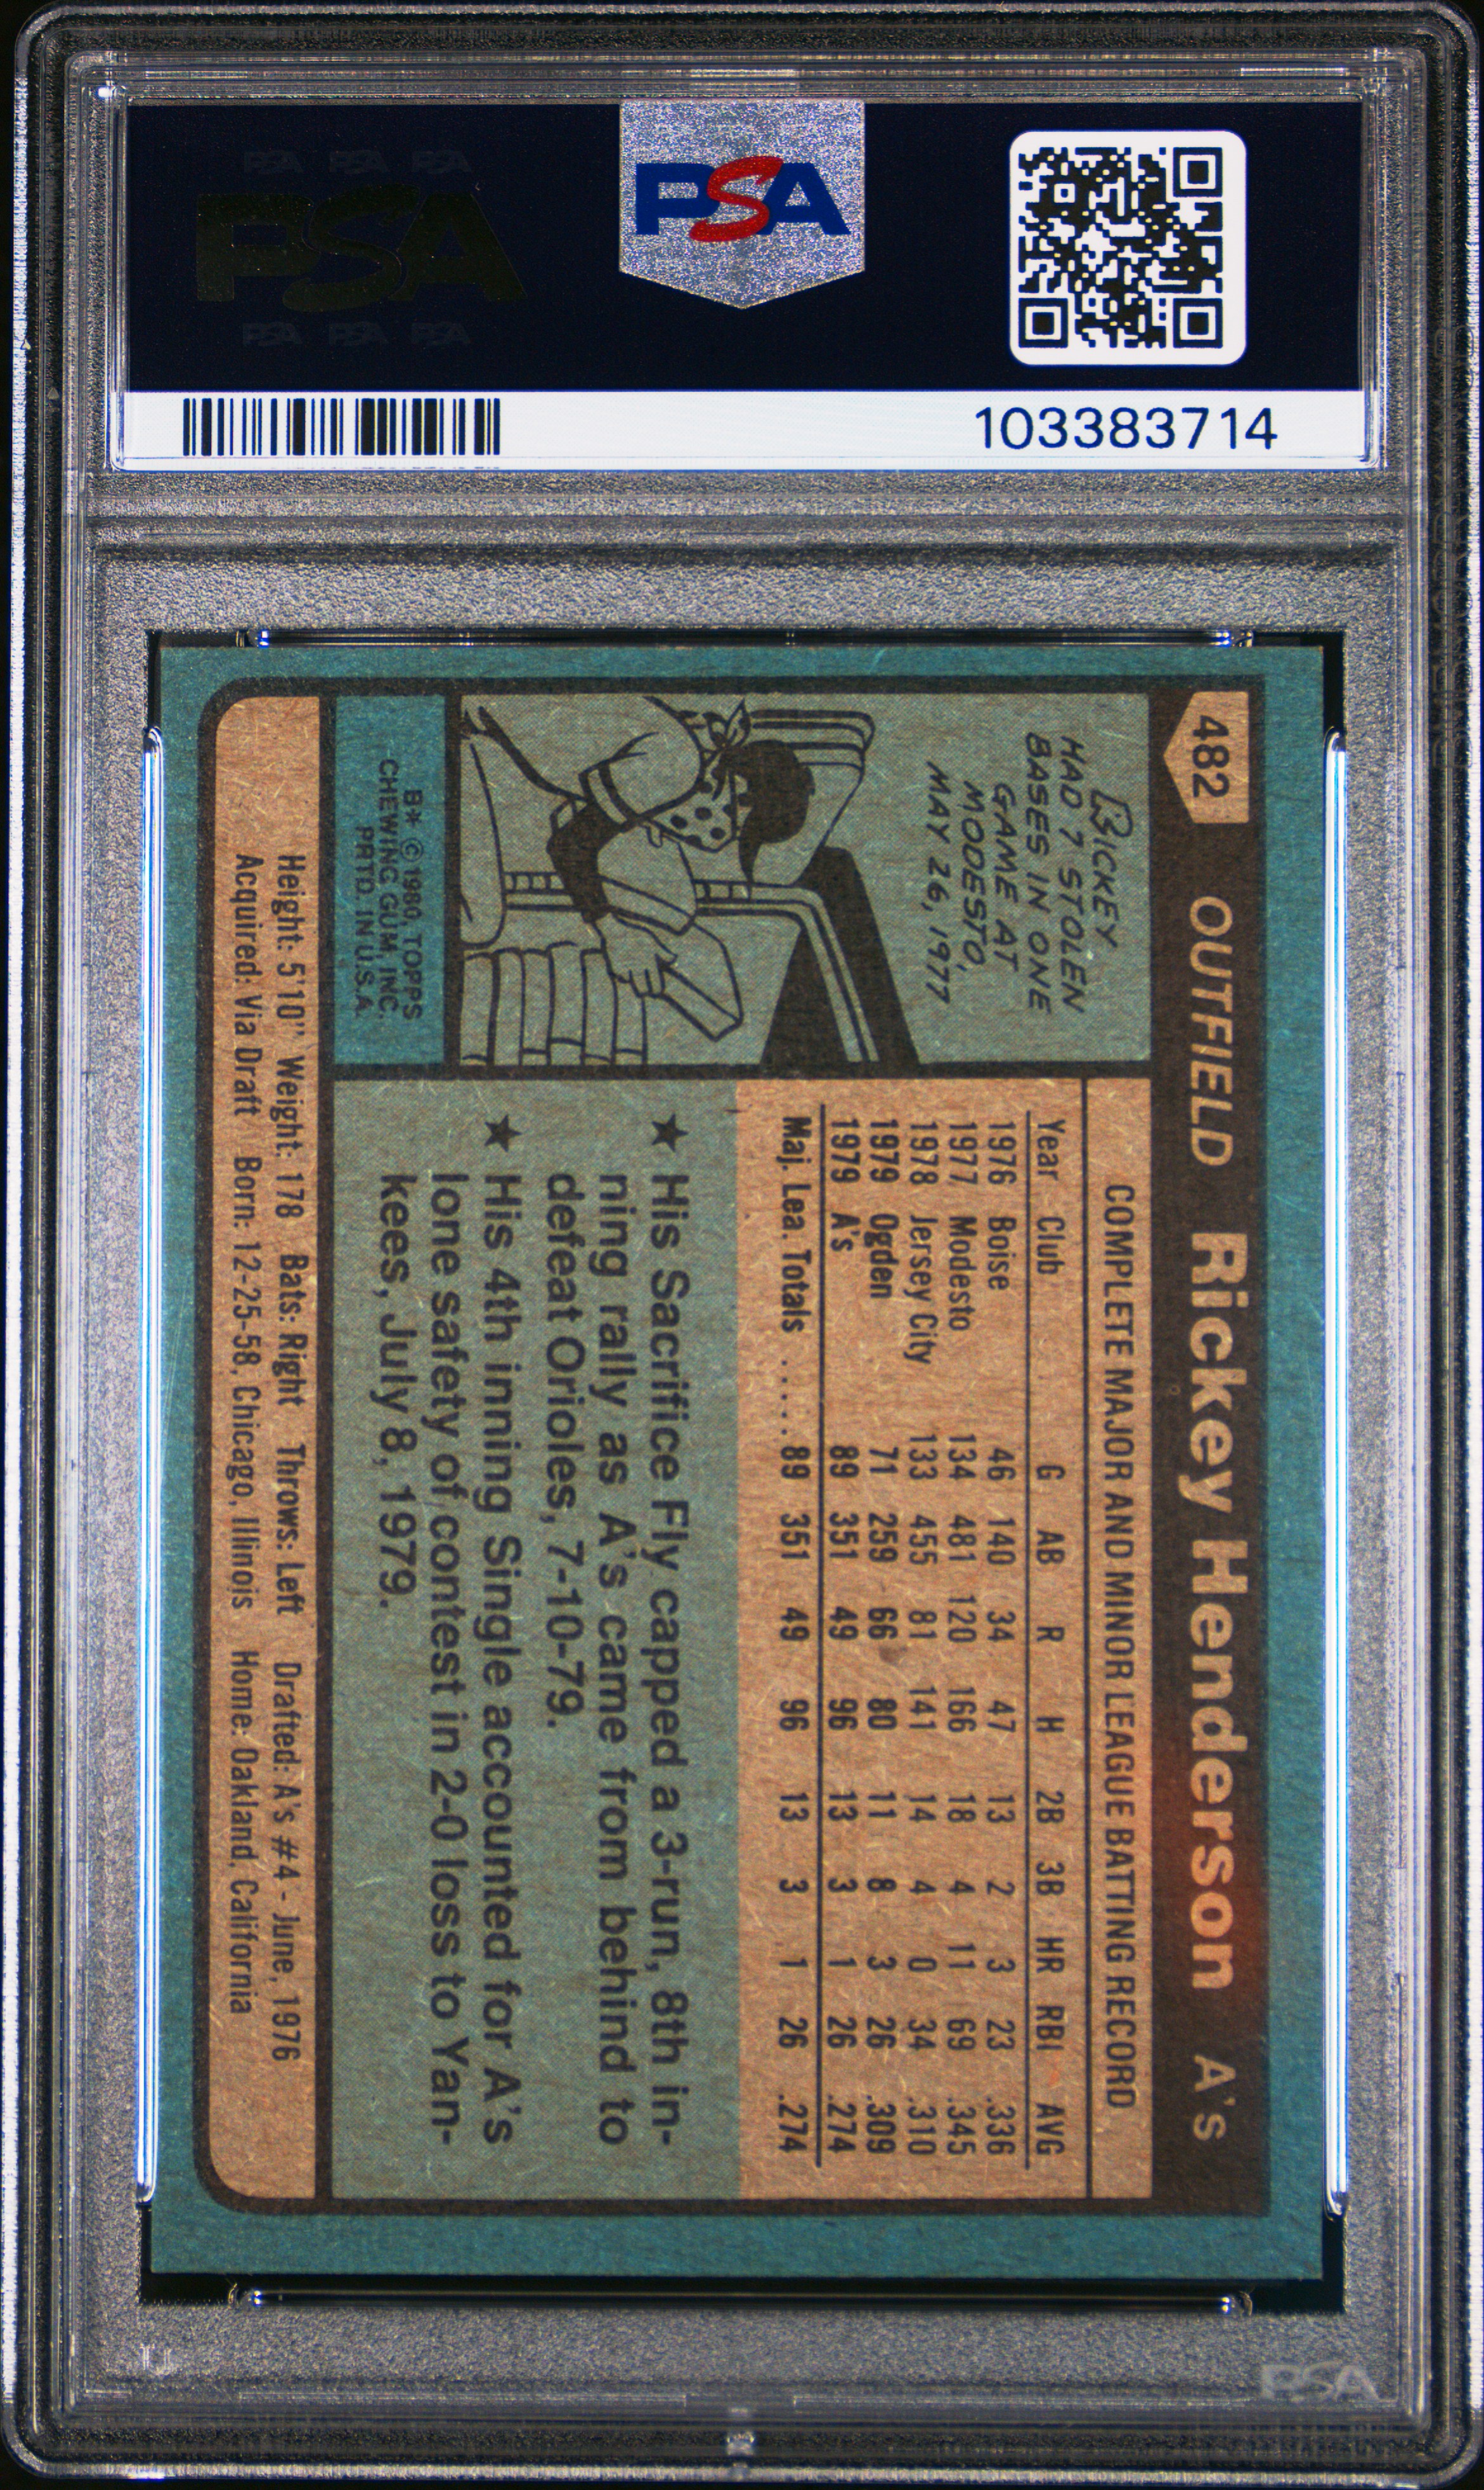 PSA PSA PSA
PSA
PSA PSA PSA
PSA
103383714
482 OUTFIELD Rickey Henderson A's
RICKEY
HAD 7 STOLEN
BASES IN ONE
GAME AT
MODESTO,
MAY 26, 1977
B* © 1980, TOPPS
CHEWING GUM, INC.
PRTD. IN U.S.A.
COMPLETE MAJOR AND MINOR LEAGUE BATTING RECORD
Year Club G AB R H 2B 3B HR RBI AVG
1976 Boise 46 140 34 47 13 2 3 23 .336
1977 Modesto 134 481 120 166 18 4 11 69 .345
1978 Jersey City 133 455 81 141 14 4 0 34 .310
1979 Ogden 71 259 66 80 11 8 3 26 .309
1979 A's 89 351 49 96 13 3 1 26 .274
Maj. Lea. Totals ..... 89 351 49 96 13 3 1 26 .274
★ His Sacrifice Fly capped a 3-run, 8th in-
ning rally as A's came from behind to
defeat Orioles, 7-10-79.
★ His 4th inning Single accounted for A's
lone safety of contest in 2-0 loss to Yan-
kees, July 8, 1979.
Height: 5'10" Weight: 178 Bats: Right Throws: Left Drafted: A's #4 - June, 1976
Acquired: Via Draft Born: 12-25-58, Chicago, Illinois Home: Oakland, California
PSA